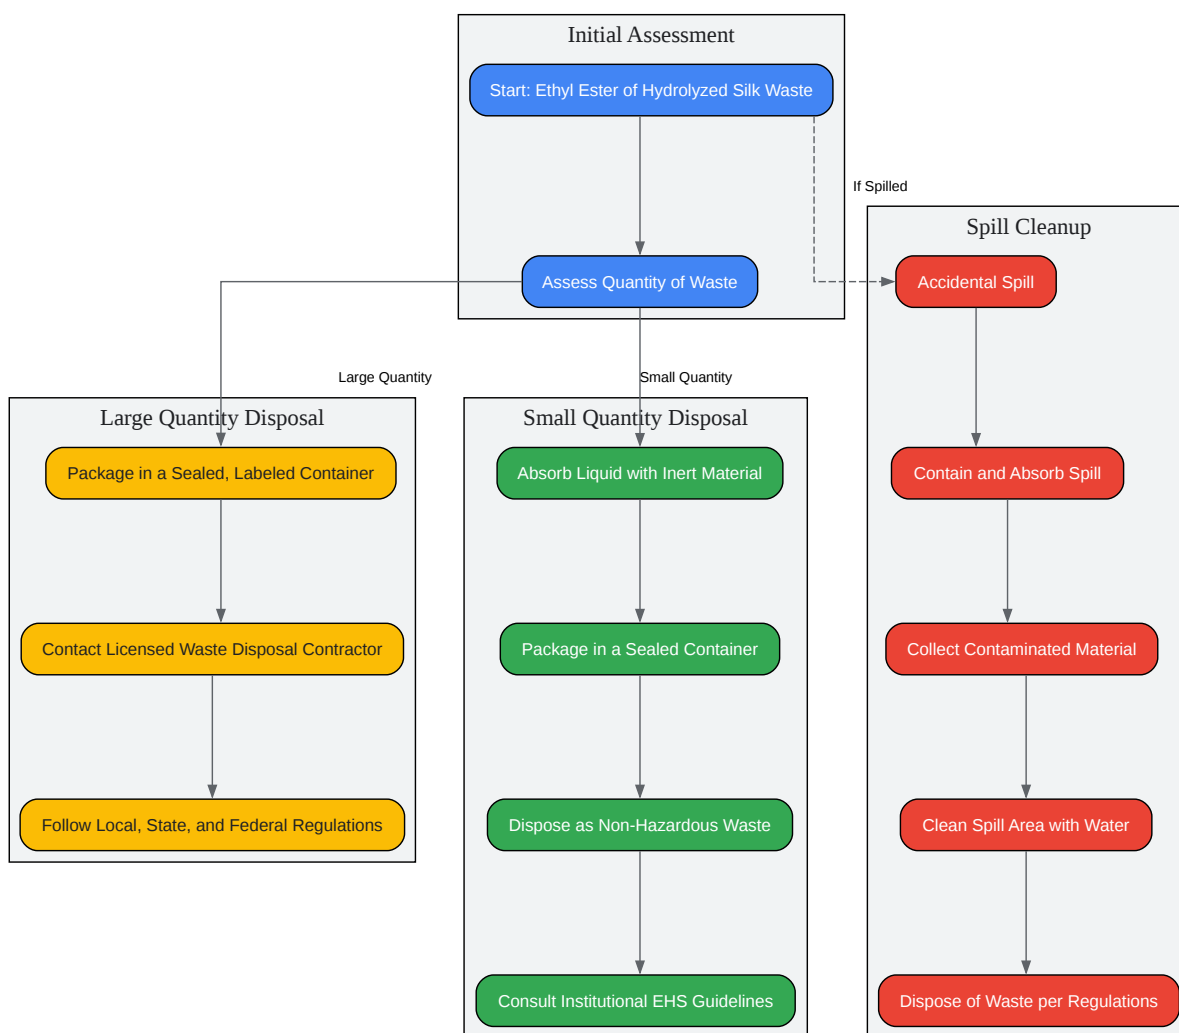 Initial Assessment
Start: Ethyl Ester of Hydrolyzed Silk Waste
If Spilled
Assess Quantity of Waste
Large Quantity
Small Quantity
Large Quantity Disposal
Package in a Sealed, Labeled Container
Contact Licensed Waste Disposal Contractor
Follow Local, State, and Federal Regulations
Small Quantity Disposal
Absorb Liquid with Inert Material
Package in a Sealed Container
Dispose as Non-Hazardous Waste
Consult Institutional EHS Guidelines
Spill Cleanup
Accidental Spill
Contain and Absorb Spill
Collect Contaminated Material
Clean Spill Area with Water
Dispose of Waste per Regulations